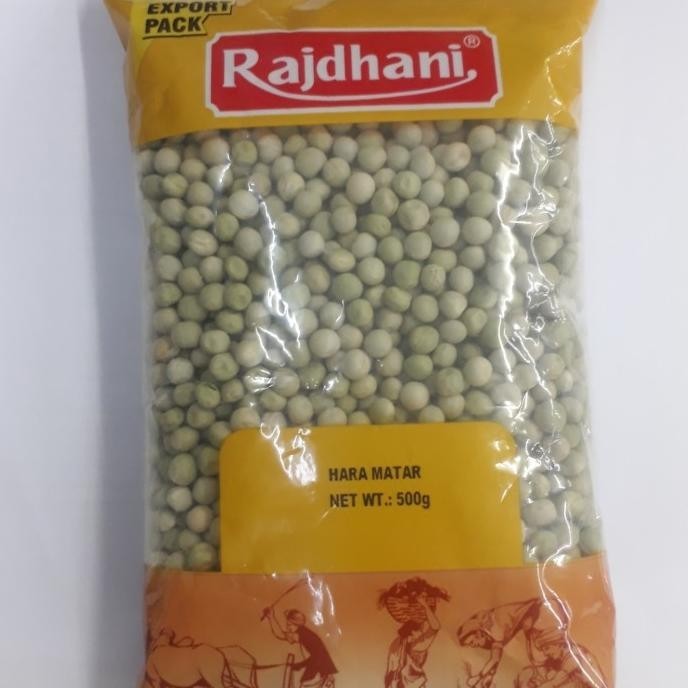 EXPORT
PACK
Rajdhani®
HARA MATAR
NET WT.: 500g